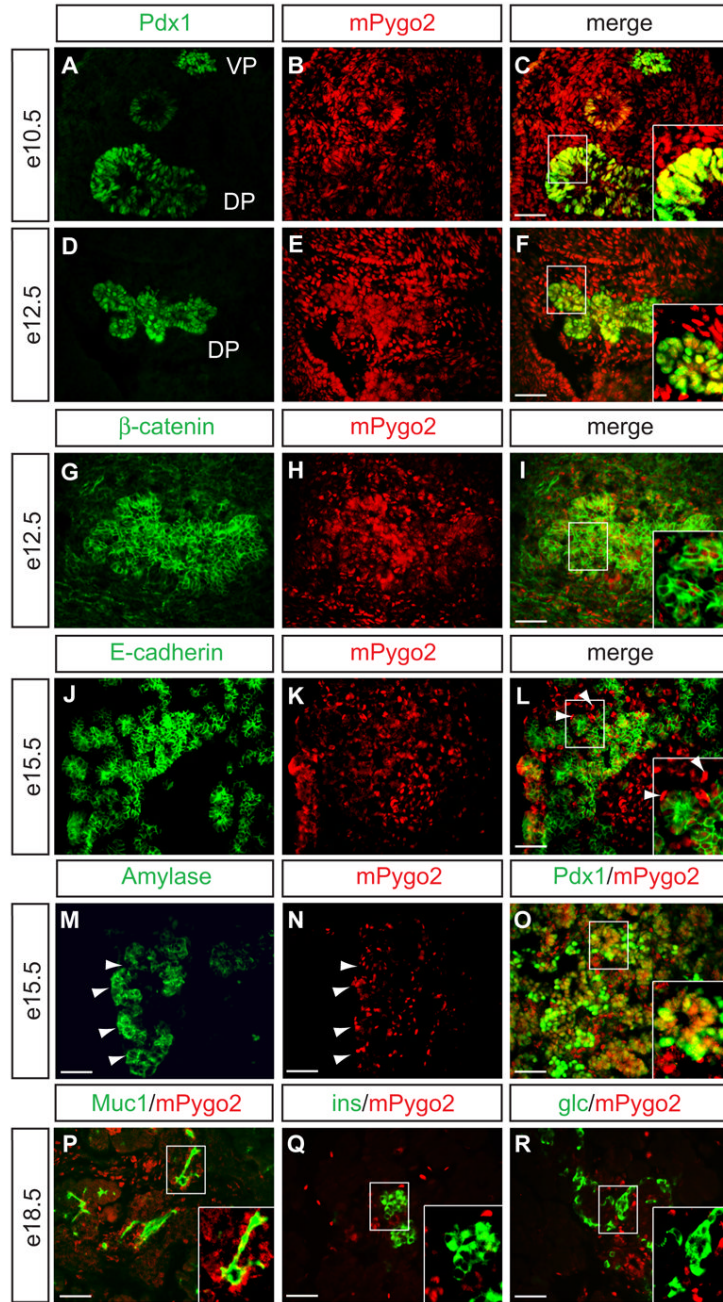 Pdx1 mPygo2 merge
e10.5
A VP B C
DP
e12.5
D E F
DP
β-catenin mPygo2 merge
e12.5
G H I
E-cadherin mPygo2 merge
e15.5
J K L
Amylase mPygo2 Pdx1/mPygo2
e15.5
M N O
Muc1/mPygo2 ins/mPygo2 glc/mPygo2
e18.5
P Q R